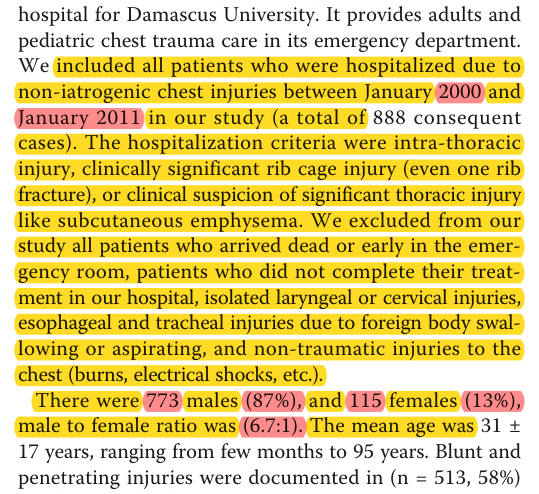 hospital for Damascus University. It provides adults and
pediatric chest trauma care in its emergency department.
We included all patients who were hospitalized due to
non-iatrogenic chest injuries between January 2000 and
January 2011 in our study (a total of 888 consequent
cases). The hospitalization criteria were intra-thoracic
injury, clinically significant rib cage injury (even one rib
fracture), or clinical suspicion of significant thoracic injury
like subcutaneous emphysema. We excluded from our
study all patients who arrived dead or early in the emer-
gency room, patients who did not complete their treat-
ment in our hospital, isolated laryngeal or cervical injuries,
esophageal and tracheal injuries due to foreign body swal-
lowing or aspirating, and non-traumatic injuries to the
chest (burns, electrical shocks, etc.).
There were 773 males (87%), and 115 females (13%),
male to female ratio was (6.7:1). The mean age was 31 ±
17 years, ranging from few months to 95 years. Blunt and
penetrating injuries were documented in (n = 513, 58%)